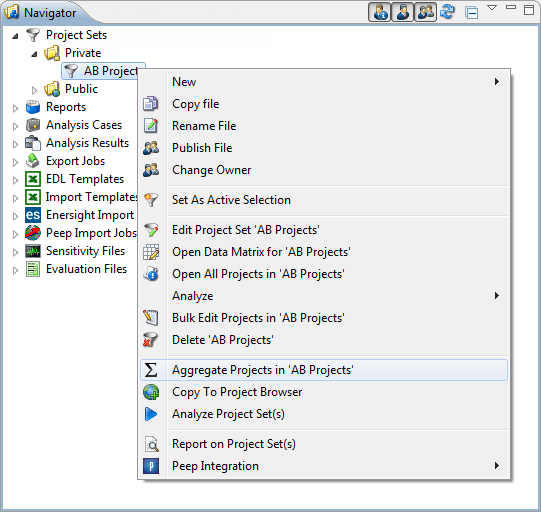 Navigator
Project Sets
Private
AB Project
Public
Reports
Analysis Cases
Analysis Results
Export Jobs
EDL Templates
Import Templates
es Enersight Import
Peep Import Jobs
Sensitivity Files
Evaluation Files
New
Copy file
Rename File
Publish File
Change Owner
Set As Active Selection
Edit Project Set 'AB Projects'
Open Data Matrix for 'AB Projects'
Open All Projects in 'AB Projects'
Analyze
Bulk Edit Projects in 'AB Projects'
Delete 'AB Projects'
Σ Aggregate Projects in 'AB Projects'
Copy To Project Browser
Analyze Project Set(s)
Report on Project Set(s)
P Peep Integration